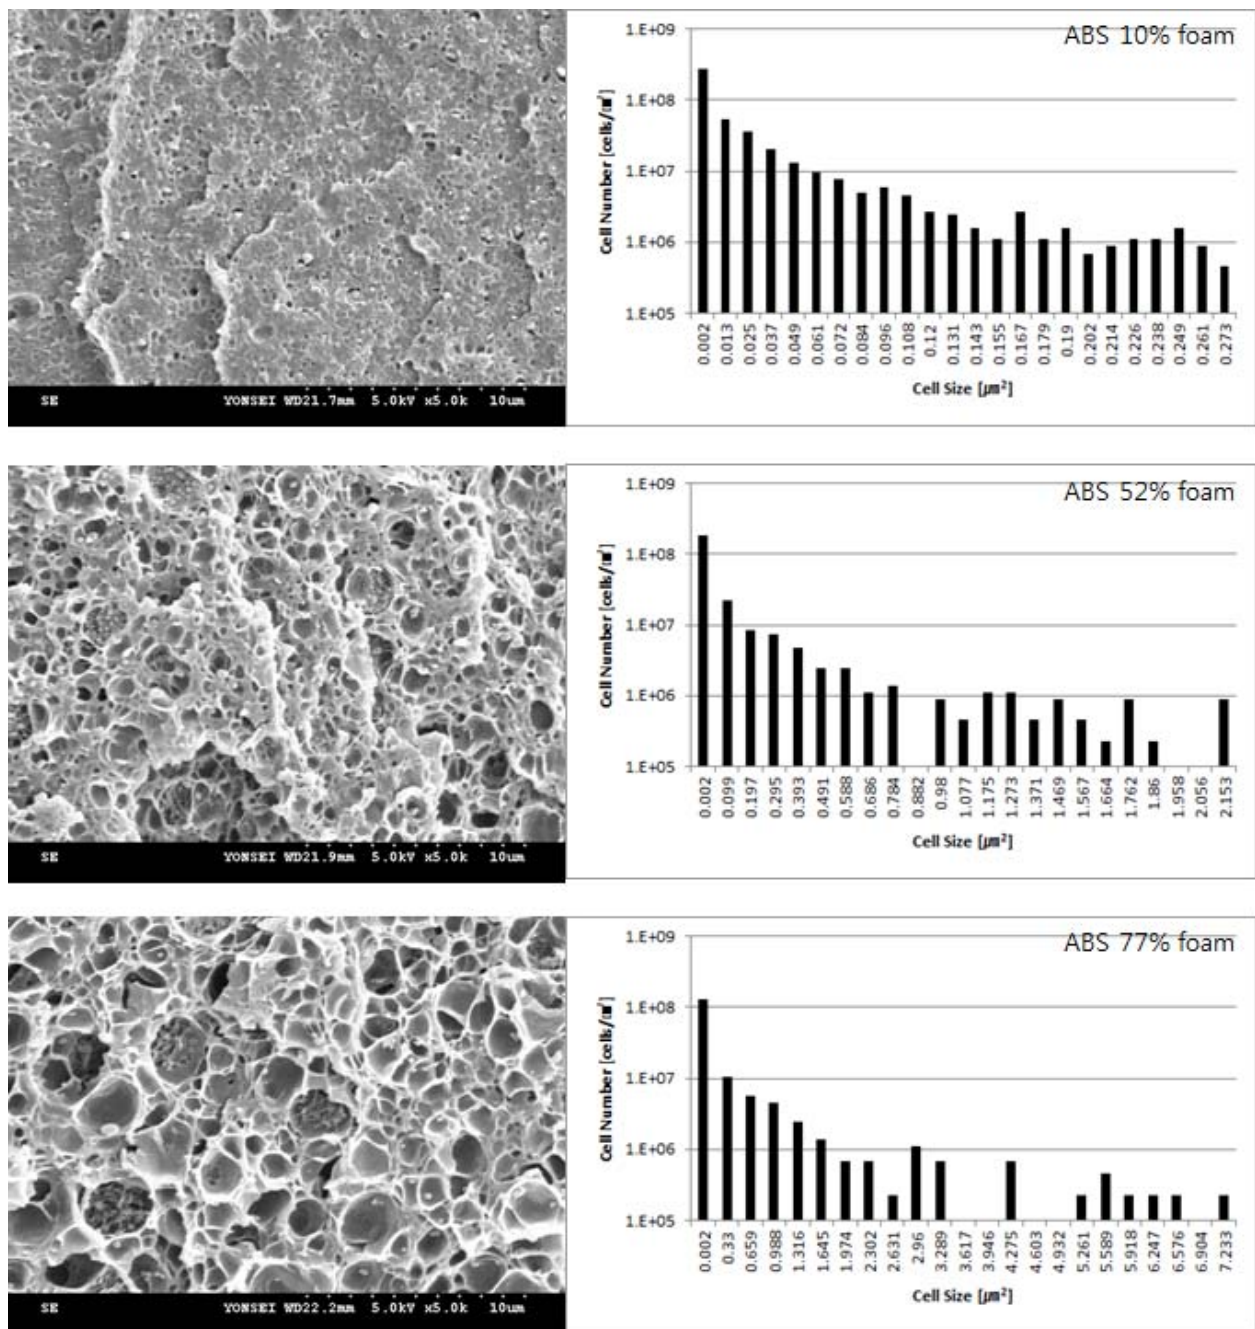 ABS 10% foam
1.E+09
1.E+08
1.E+07
1.E+06
1.E+05
Cell Number [cells/㎠]
0.002 0.013 0.025 0.037 0.049 0.061 0.072 0.084 0.096 0.108 0.12 0.131 0.143 0.155 0.167 0.179 0.19 0.202 0.214 0.226 0.238 0.249 0.261 0.273
Cell Size [㎛²]
SE YONSEI WD21.7mm 5.0kV x5.0k 10um
ABS 52% foam
1.E+09
1.E+08
1.E+07
1.E+06
1.E+05
Cell Number [cells/㎠]
0.002 0.099 0.197 0.295 0.393 0.491 0.588 0.686 0.784 0.882 0.98 1.077 1.175 1.273 1.371 1.469 1.567 1.664 1.762 1.86 1.958 2.056 2.153
Cell Size [㎛²]
SE YONSEI WD21.9mm 5.0kV x5.0k 10um
ABS 77% foam
1.E+09
1.E+08
1.E+07
1.E+06
1.E+05
Cell Number [cells/㎠]
0.002 0.33 0.659 0.988 1.316 1.645 1.974 2.302 2.631 2.96 3.289 3.617 3.946 4.275 4.603 4.932 5.261 5.589 5.918 6.247 6.576 6.904 7.233
Cell Size [㎛²]
SE YONSEI WD22.2mm 5.0kV x5.0k 10um